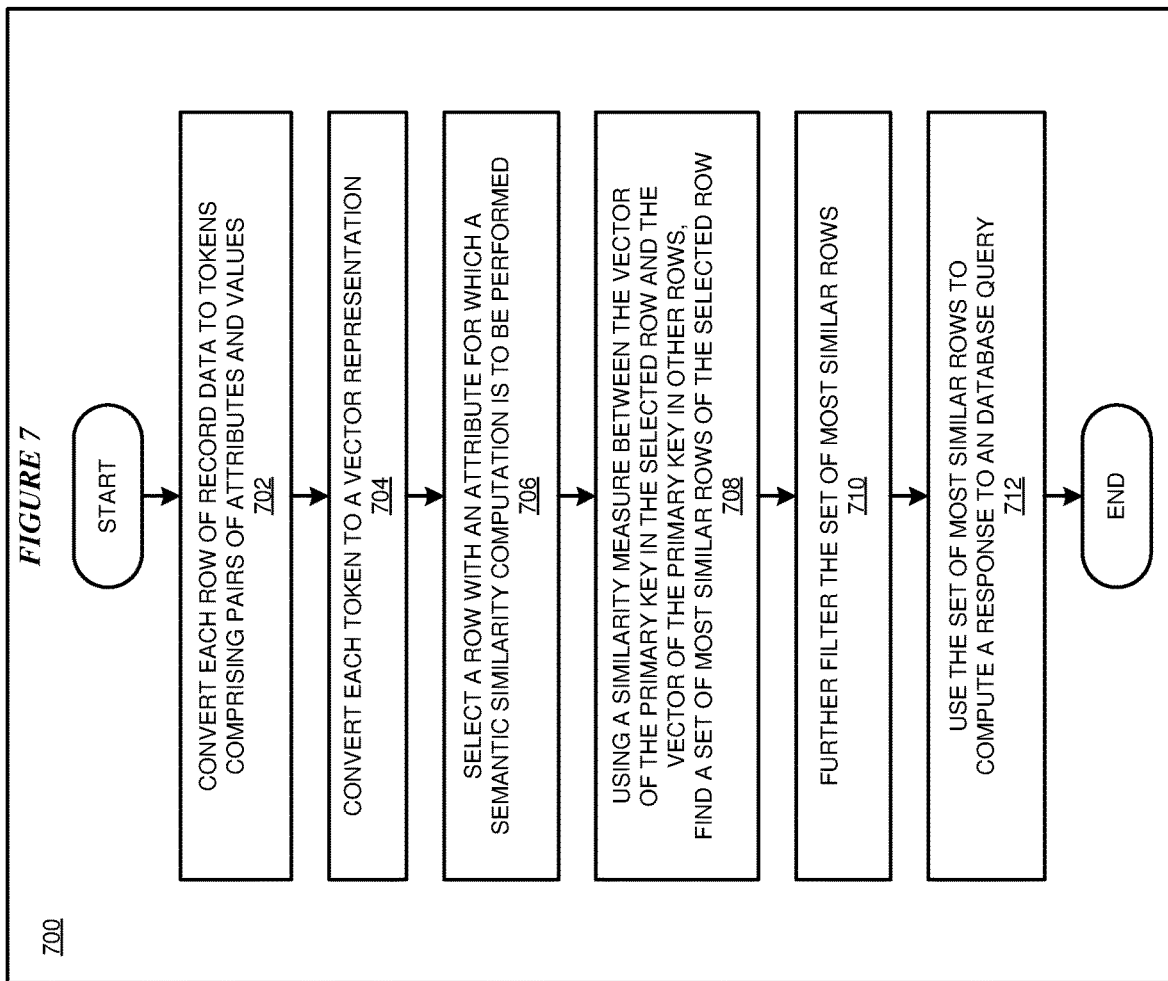 FIGURE 7
700
START
CONVERT EACH ROW OF RECORD DATA TO TOKENS
COMPRISING PAIRS OF ATTRIBUTES AND VALUES
702
CONVERT EACH TOKEN TO A VECTOR REPRESENTATION
704
SELECT A ROW WITH AN ATTRIBUTE FOR WHICH A
SEMANTIC SIMILARITY COMPUTATION IS TO BE PERFORMED
706
USING A SIMILARITY MEASURE BETWEEN THE VECTOR
OF THE PRIMARY KEY IN THE SELECTED ROW AND THE
VECTOR OF THE PRIMARY KEY IN OTHER ROWS,
FIND A SET OF MOST SIMILAR ROWS OF THE SELECTED ROW
708
FURTHER FILTER THE SET OF MOST SIMILAR ROWS
710
USE THE SET OF MOST SIMILAR ROWS TO
COMPUTE A RESPONSE TO AN DATABASE QUERY
712
END